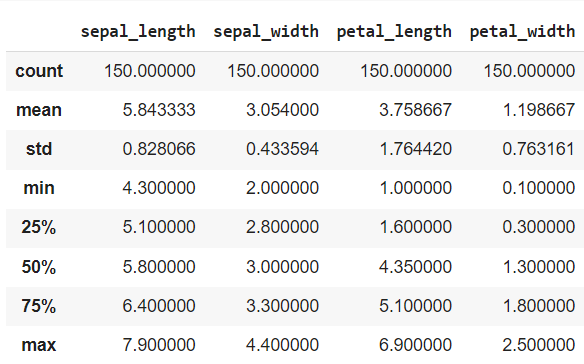 sepal_length sepal_width petal_length petal_width
count 150.000000 150.000000 150.000000 150.000000
mean 5.843333 3.054000 3.758667 1.198667
std 0.828066 0.433594 1.764420 0.763161
min 4.300000 2.000000 1.000000 0.100000
25% 5.100000 2.800000 1.600000 0.300000
50% 5.800000 3.000000 4.350000 1.300000
75% 6.400000 3.300000 5.100000 1.800000
max 7.900000 4.400000 6.900000 2.500000